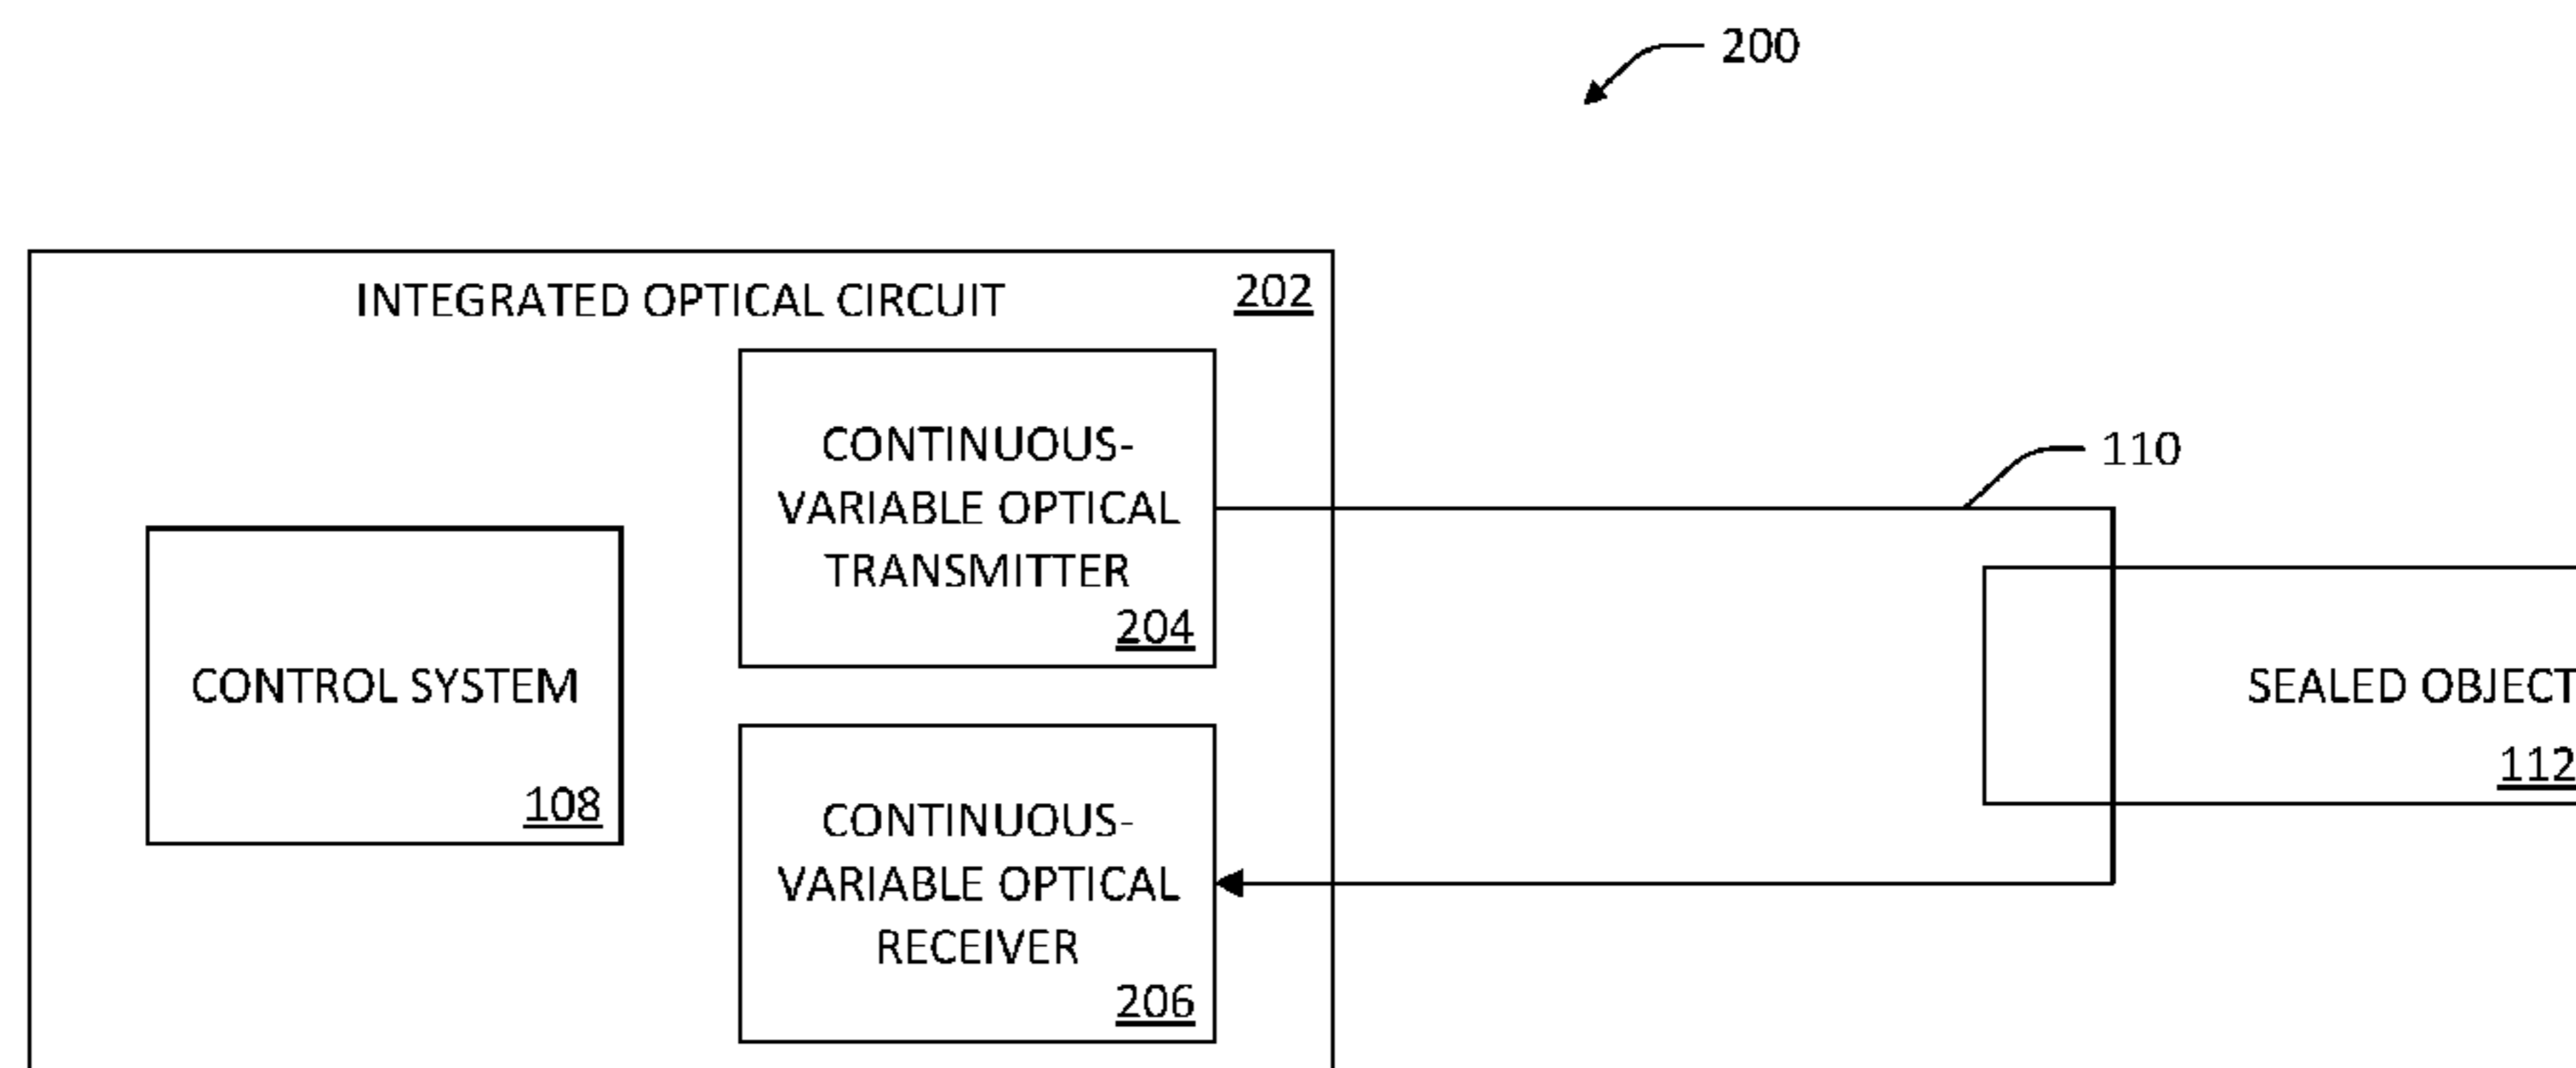 200
INTEGRATED OPTICAL CIRCUIT
202
CONTINUOUS-
VARIABLE OPTICAL
TRANSMITTER
204
110
CONTROL SYSTEM
108
SEALED OBJECT
112
CONTINUOUS-
VARIABLE OPTICAL
RECEIVER
206